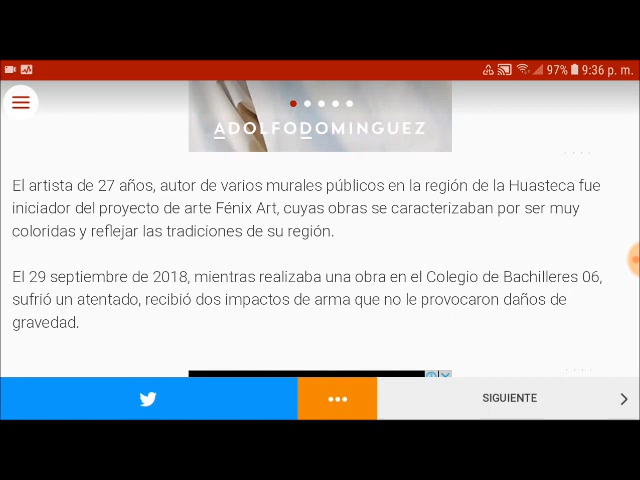 97% 9:36 p. m.
ADOLFODOMINGUEZ
El artista de 27 años, autor de varios murales públicos en la región de la Huasteca fue
iniciador del proyecto de arte Fénix Art, cuyas obras se caracterizaban por ser muy
coloridas y reflejar las tradiciones de su región.
El 29 septiembre de 2018, mientras realizaba una obra en el Colegio de Bachilleres 06,
sufrió un atentado, recibió dos impactos de arma que no le provocaron daños de
gravedad.
SIGUIENTE